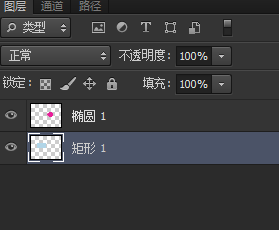 图层 通道 路径
类型
正常 不透明度: 100%
锁定: 填充: 100%
椭圆 1
矩形 1